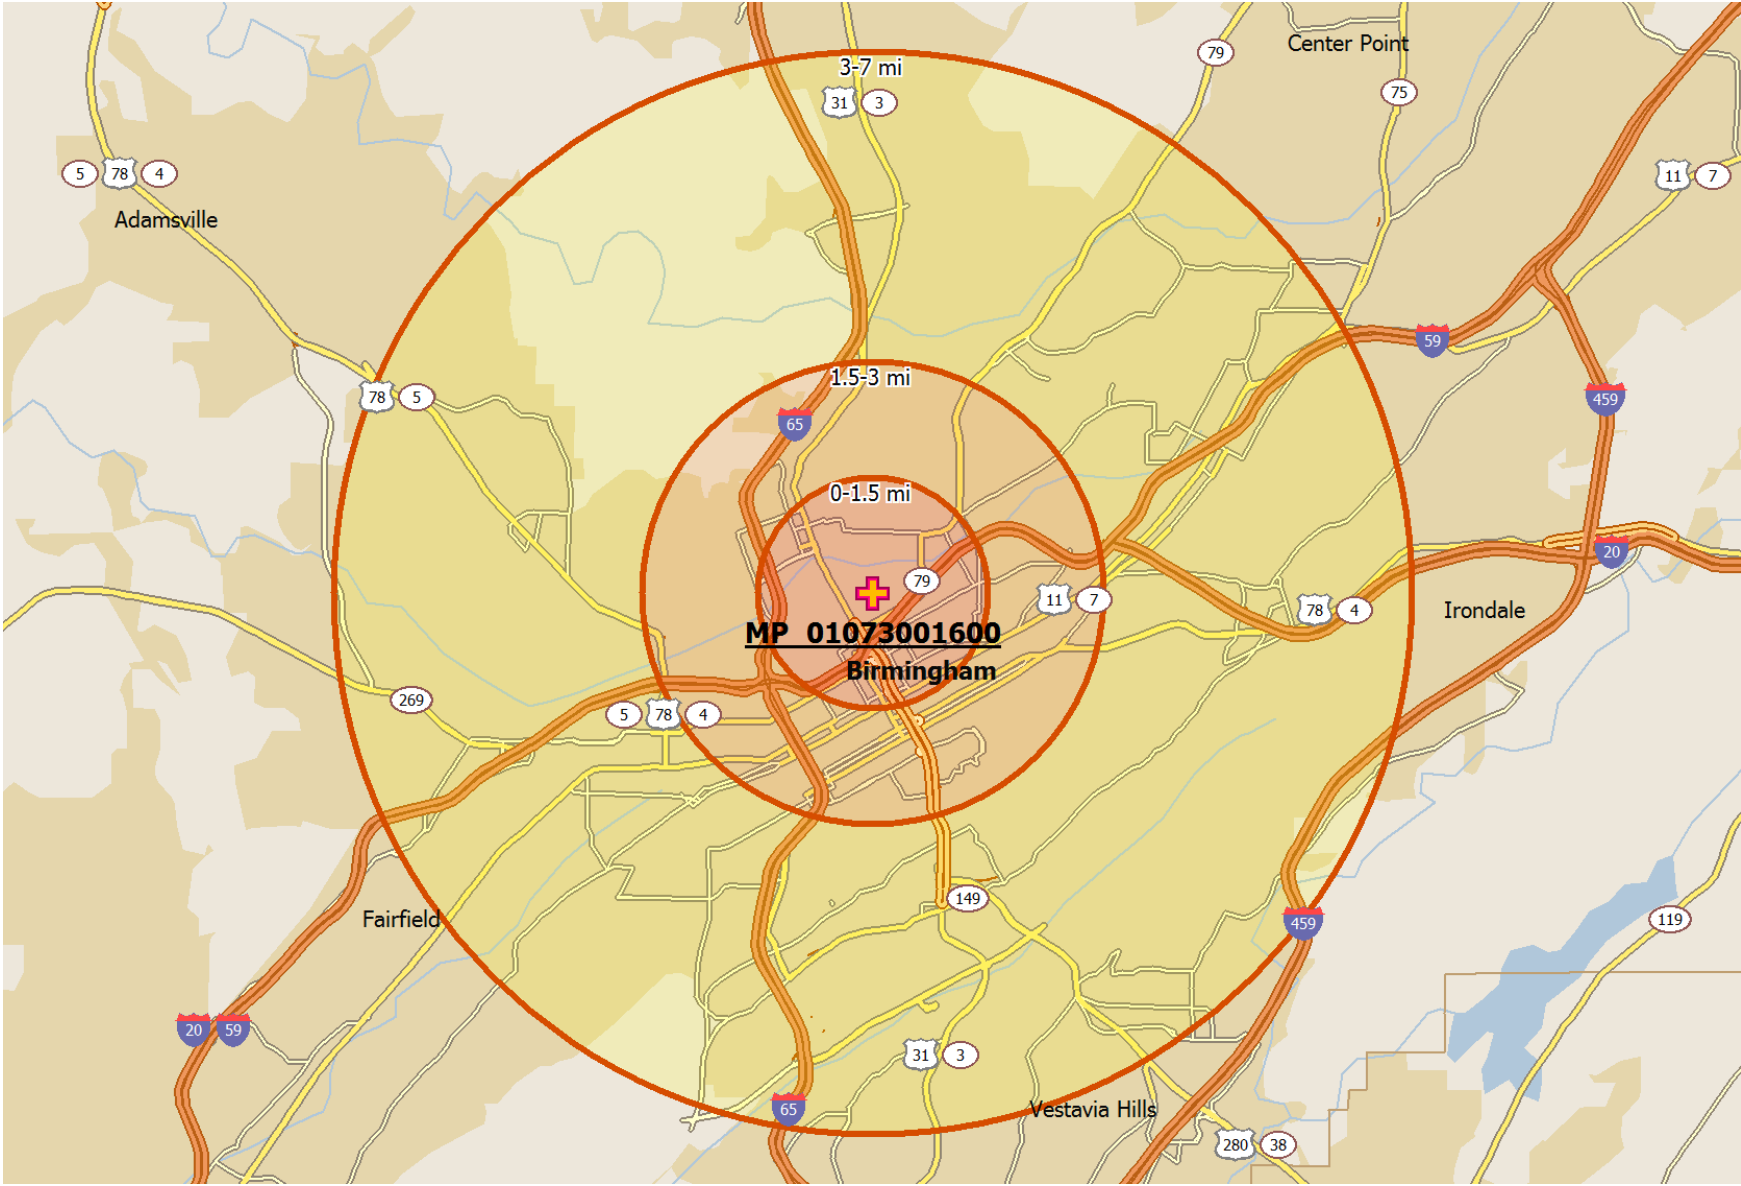 Center Point
79
3-7 mi
31 3
75
5 78 4
11 7
Adamsville
59
1.5-3 mi
78 5
459
65
0-1.5 mi
20
79
11 7
78 4
Irondale
MP 01073001600
Birmingham
269
5 78 4
149
Fairfield
459
119
20 59
31 3
65
Vestavia Hills
280 38